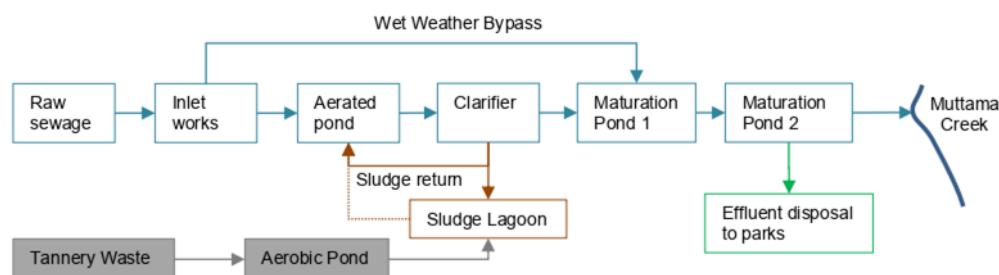 Wet Weather Bypass
Raw
sewage
Inlet
works
Aerated
pond
Clarifier
Maturation
Pond 1
Maturation
Pond 2
Muttama
Creek
Sludge return
Sludge Lagoon
Effluent disposal
to parks
Tannery Waste
Aerobic Pond